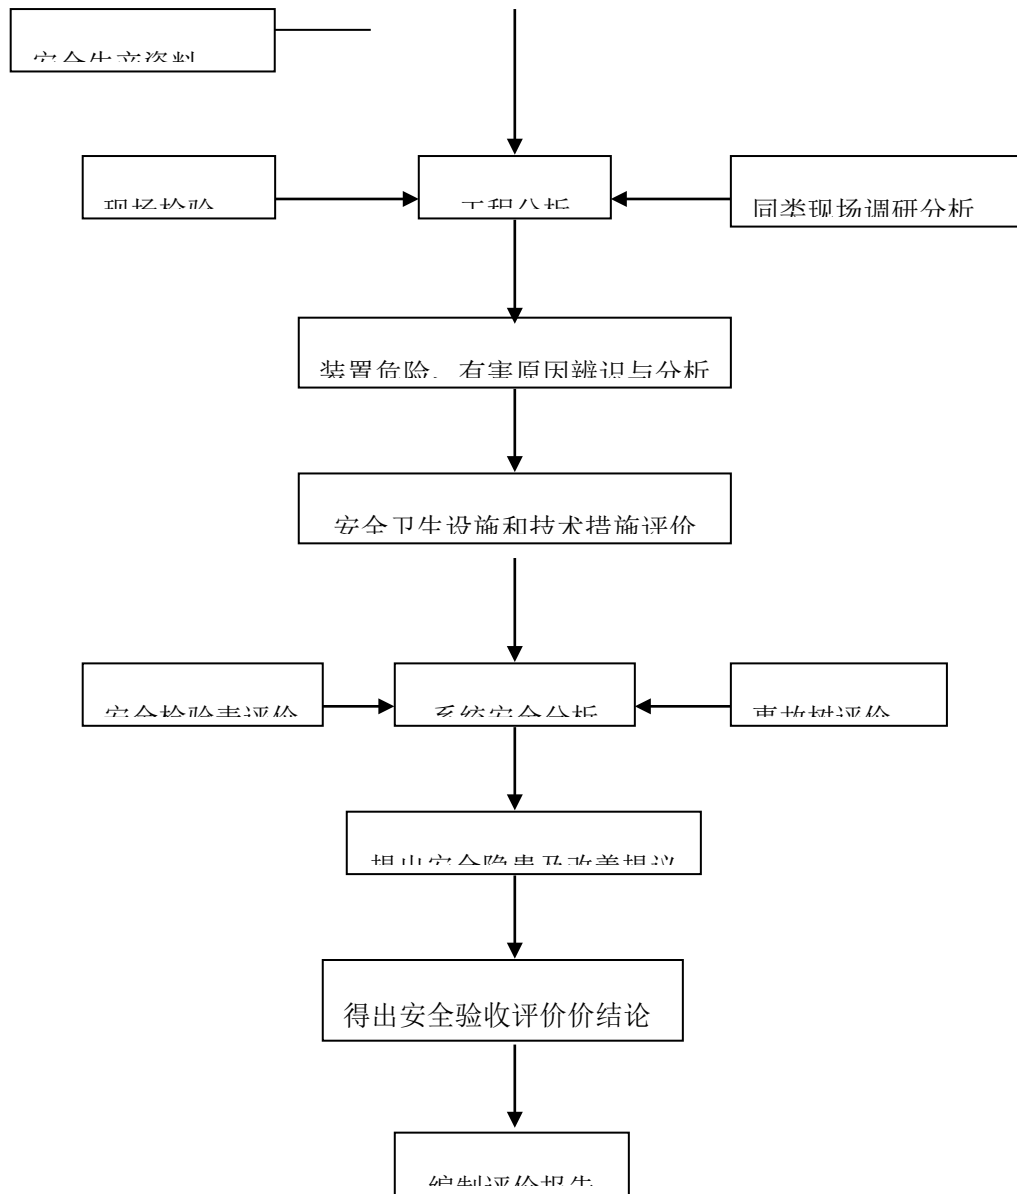 安全生产资料
现场检验
工程分析
同类现场调研分析
装置危险、有害原因辨识与分析
安全卫生设施和技术措施评价
安全检验表评价
系统安全分析
事故树评价
提出安全隐患及改善提议
得出安全验收评价价结论
编制评价报告